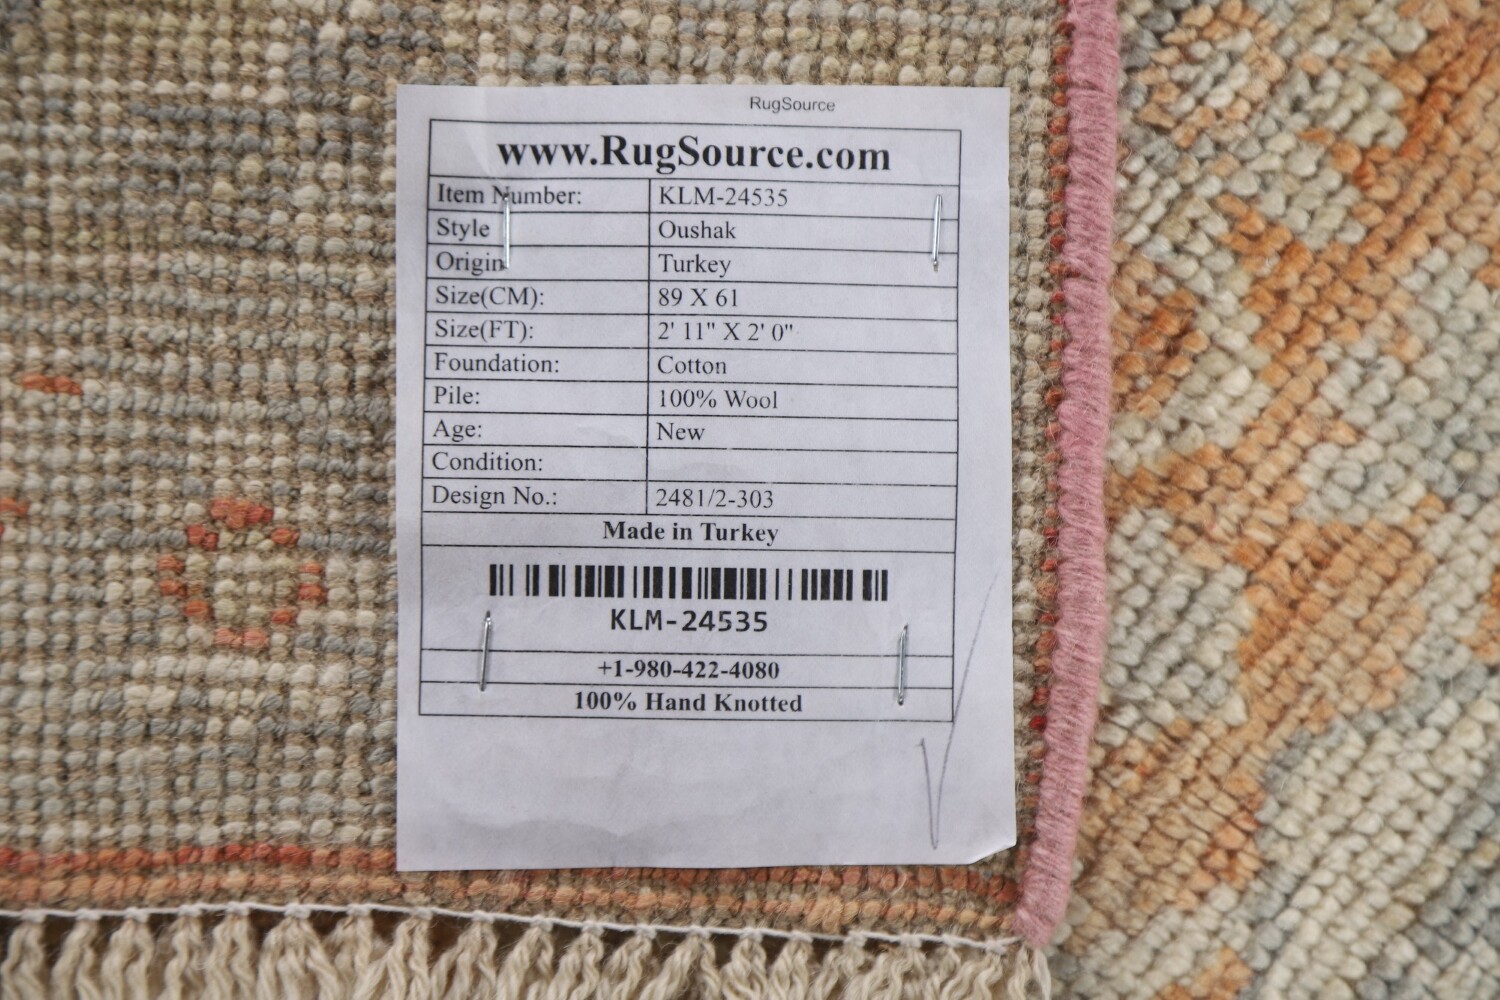 RugSource
www.RugSource.com
Item Number: KLM-24535
Style Oushak
Origin Turkey
Size(CM): 89 X 61
Size(FT): 2' 11" X 2' 0"
Foundation: Cotton
Pile: 100% Wool
Age: New
Condition:
Design No.: 2481/2-303
Made in Turkey
KLM-24535
+1-980-422-4080
100% Hand Knotted